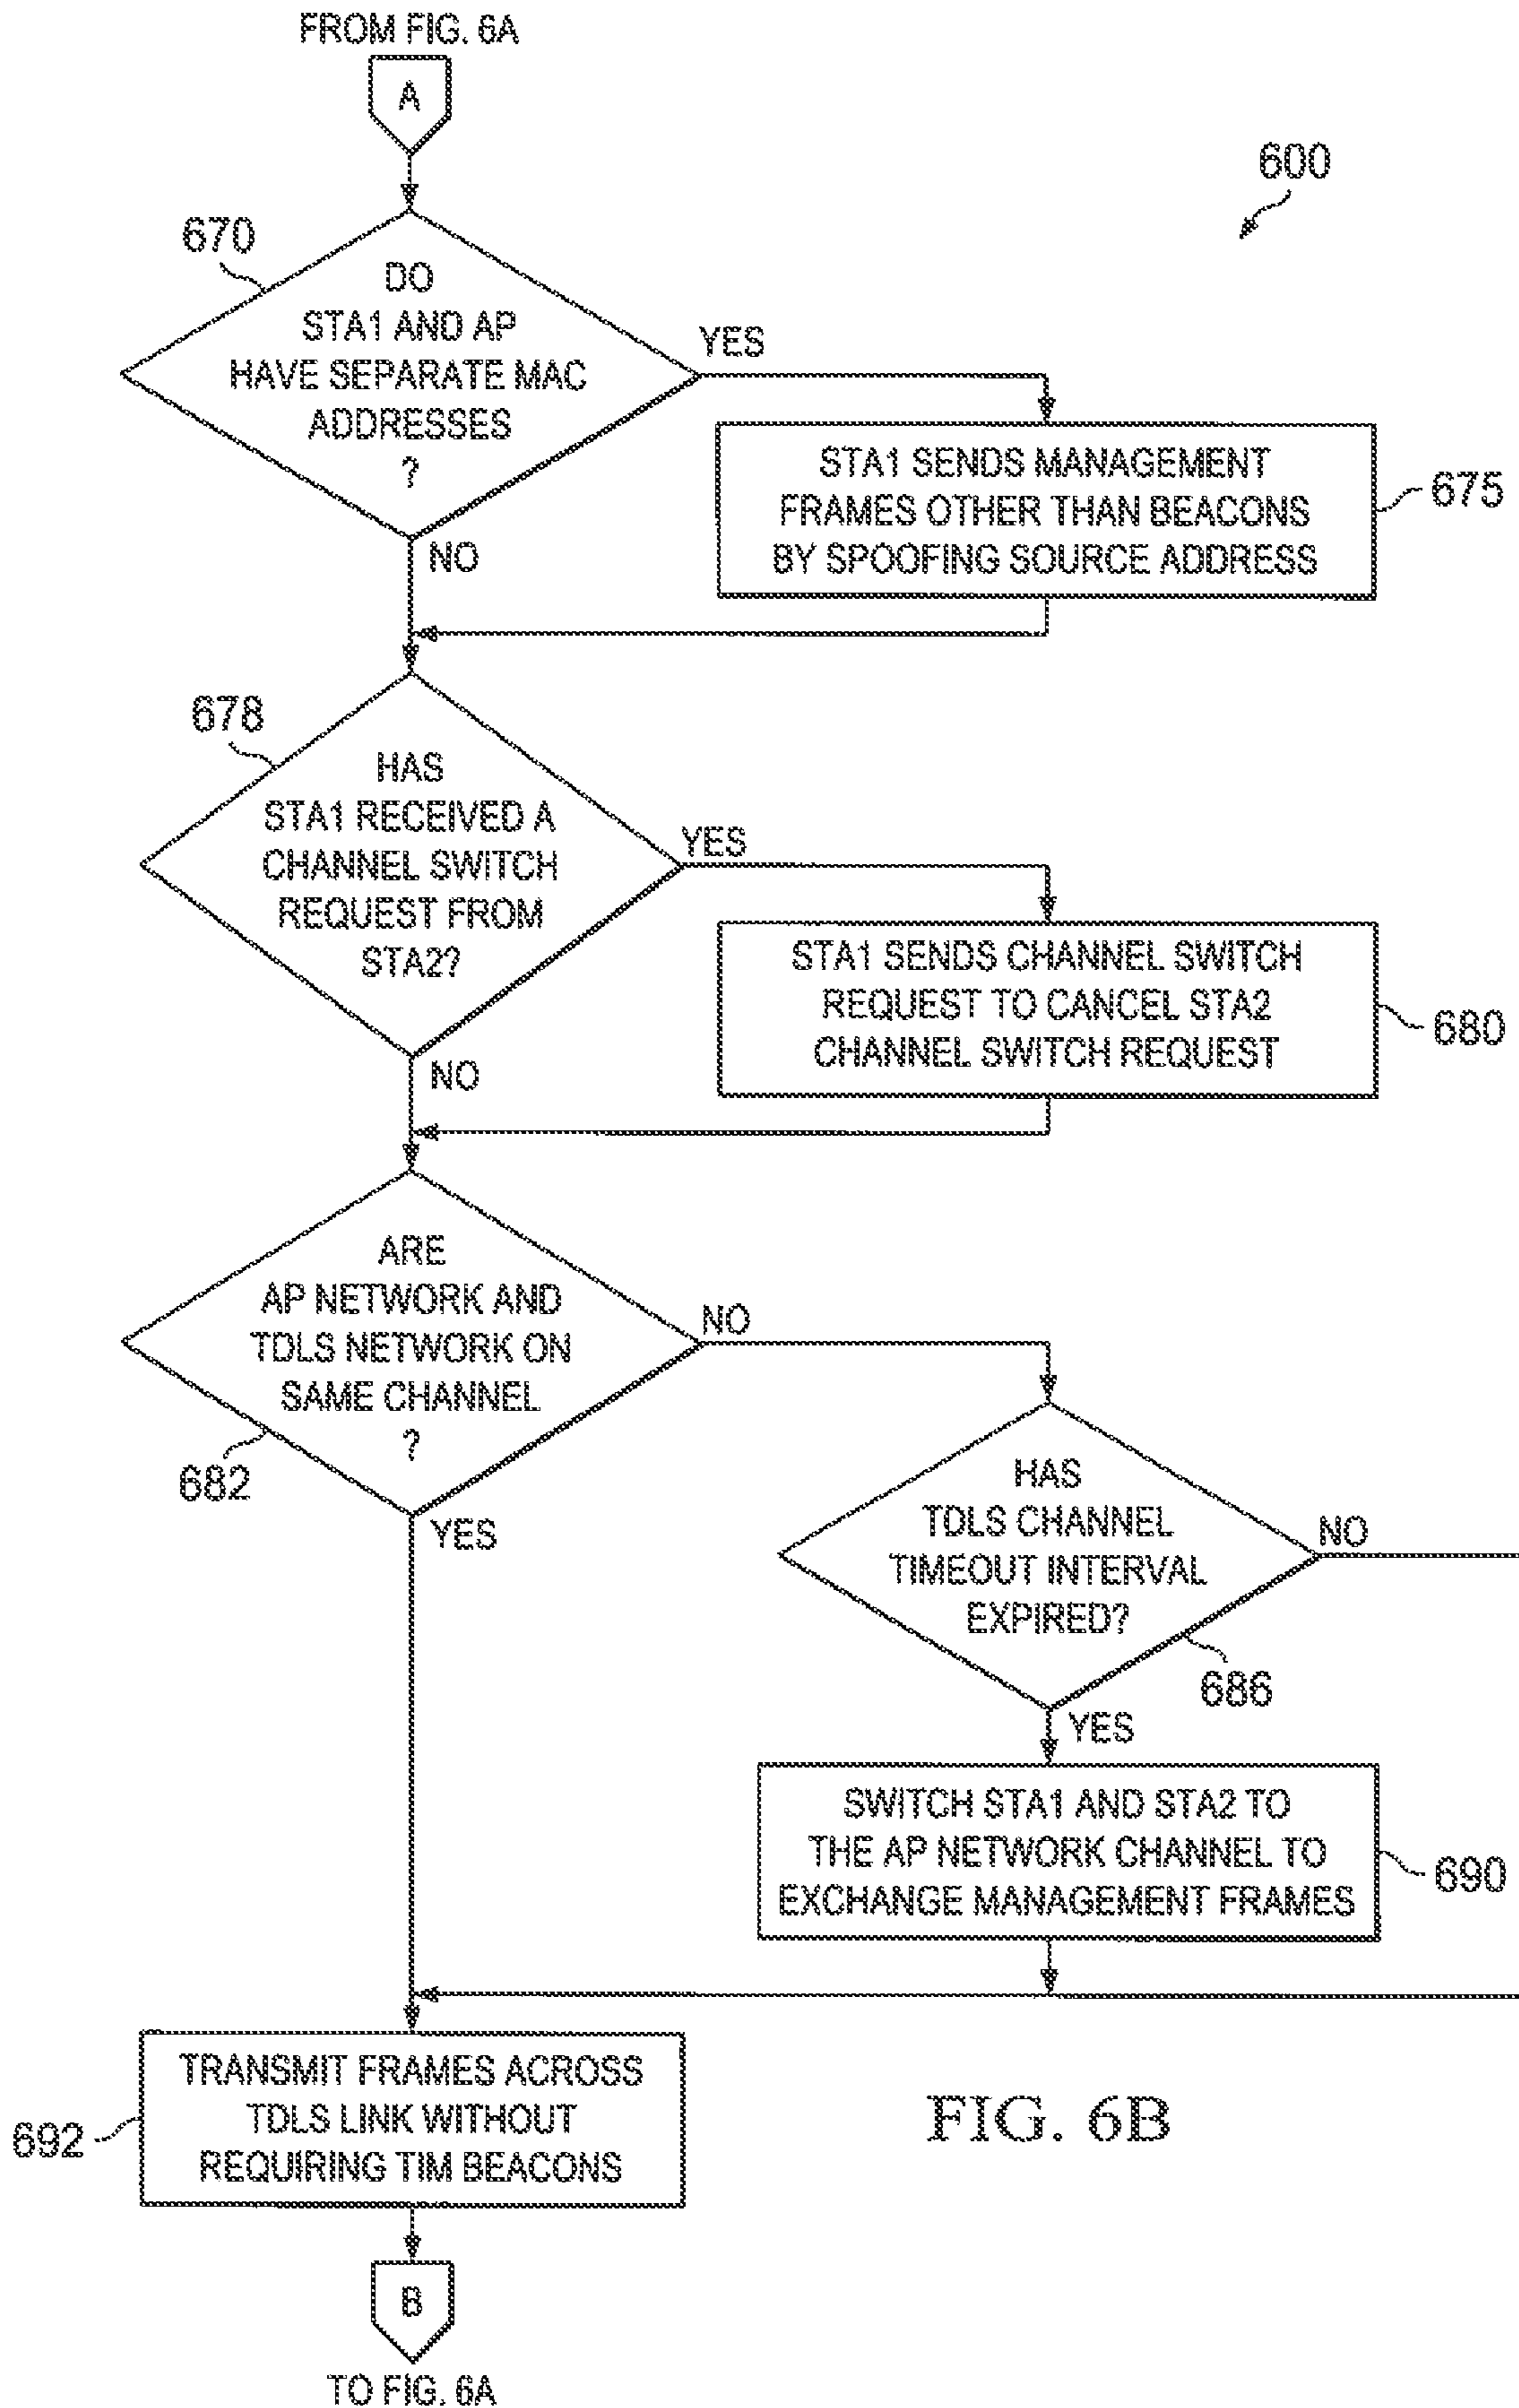 FROM FIG. 6A
A
600
670
DO
STA1 AND AP
HAVE SEPARATE MAC
ADDRESSES
?
YES
NO
STA1 SENDS MANAGEMENT
FRAMES OTHER THAN BEACONS
BY SPOOFING SOURCE ADDRESS
675
678
HAS
STA1 RECEIVED A
CHANNEL SWITCH
REQUEST FROM
STA2?
YES
NO
STA1 SENDS CHANNEL SWITCH
REQUEST TO CANCEL STA2
CHANNEL SWITCH REQUEST
680
ARE
AP NETWORK AND
TDLS NETWORK ON
SAME CHANNEL
?
682
NO
YES
HAS
TDLS CHANNEL
TIMEOUT INTERVAL
EXPIRED?
NO
686
YES
SWITCH STA1 AND STA2 TO
THE AP NETWORK CHANNEL TO
EXCHANGE MANAGEMENT FRAMES
690
TRANSMIT FRAMES ACROSS
TDLS LINK WITHOUT
REQUIRING TIM BEACONS
692
FIG. 6B
B
TO FIG. 6A